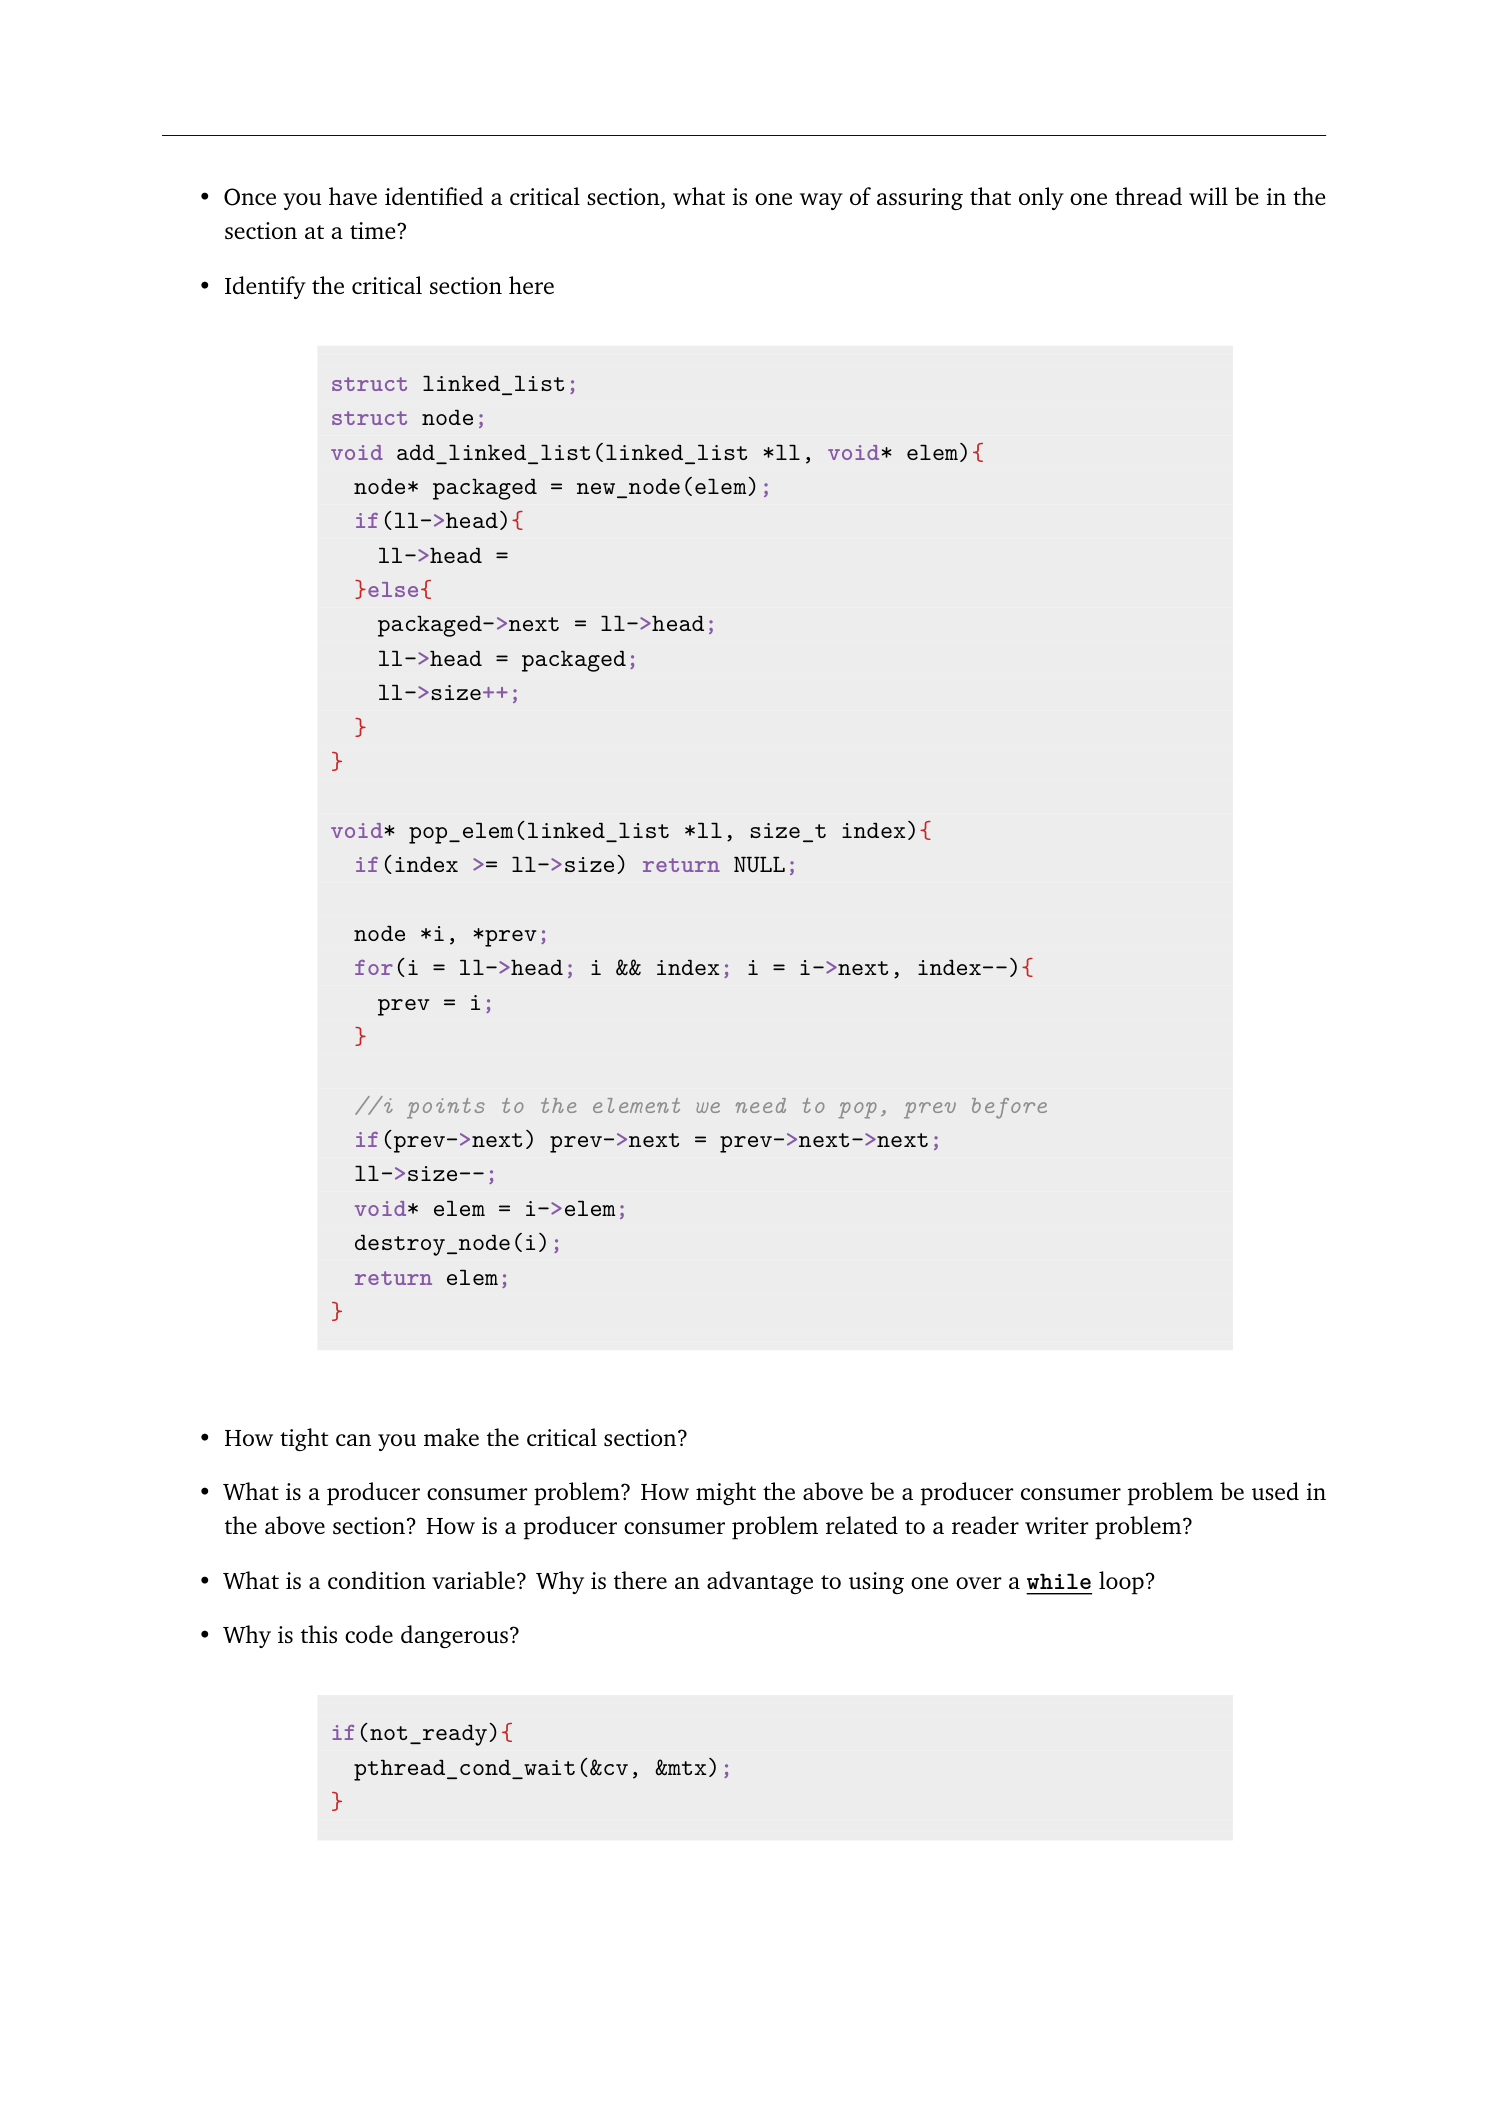 • Once you have identified a critical section, what is one way of assuring that only one thread will be in the
section at a time?
• Identify the critical section here
struct linked_list;
struct node;
void add_linked_list(linked_list *ll, void* elem){
  node* packaged = new_node(elem);
  if(ll->head){
    ll->head =
  }else{
    packaged->next = ll->head;
    ll->head = packaged;
    ll->size++;
  }
}
void* pop_elem(linked_list *ll, size_t index){
  if(index >= ll->size) return NULL;
  node *i, *prev;
  for(i = ll->head; i && index; i = i->next, index--){
    prev = i;
  }
  //i points to the element we need to pop, prev before
  if(prev->next) prev->next = prev->next->next;
  ll->size--;
  void* elem = i->elem;
  destroy_node(i);
  return elem;
}
• How tight can you make the critical section?
• What is a producer consumer problem? How might the above be a producer consumer problem be used in
the above section? How is a producer consumer problem related to a reader writer problem?
• What is a condition variable? Why is there an advantage to using one over a while loop?
• Why is this code dangerous?
if(not_ready){
  pthread_cond_wait(&cv, &mtx);
}